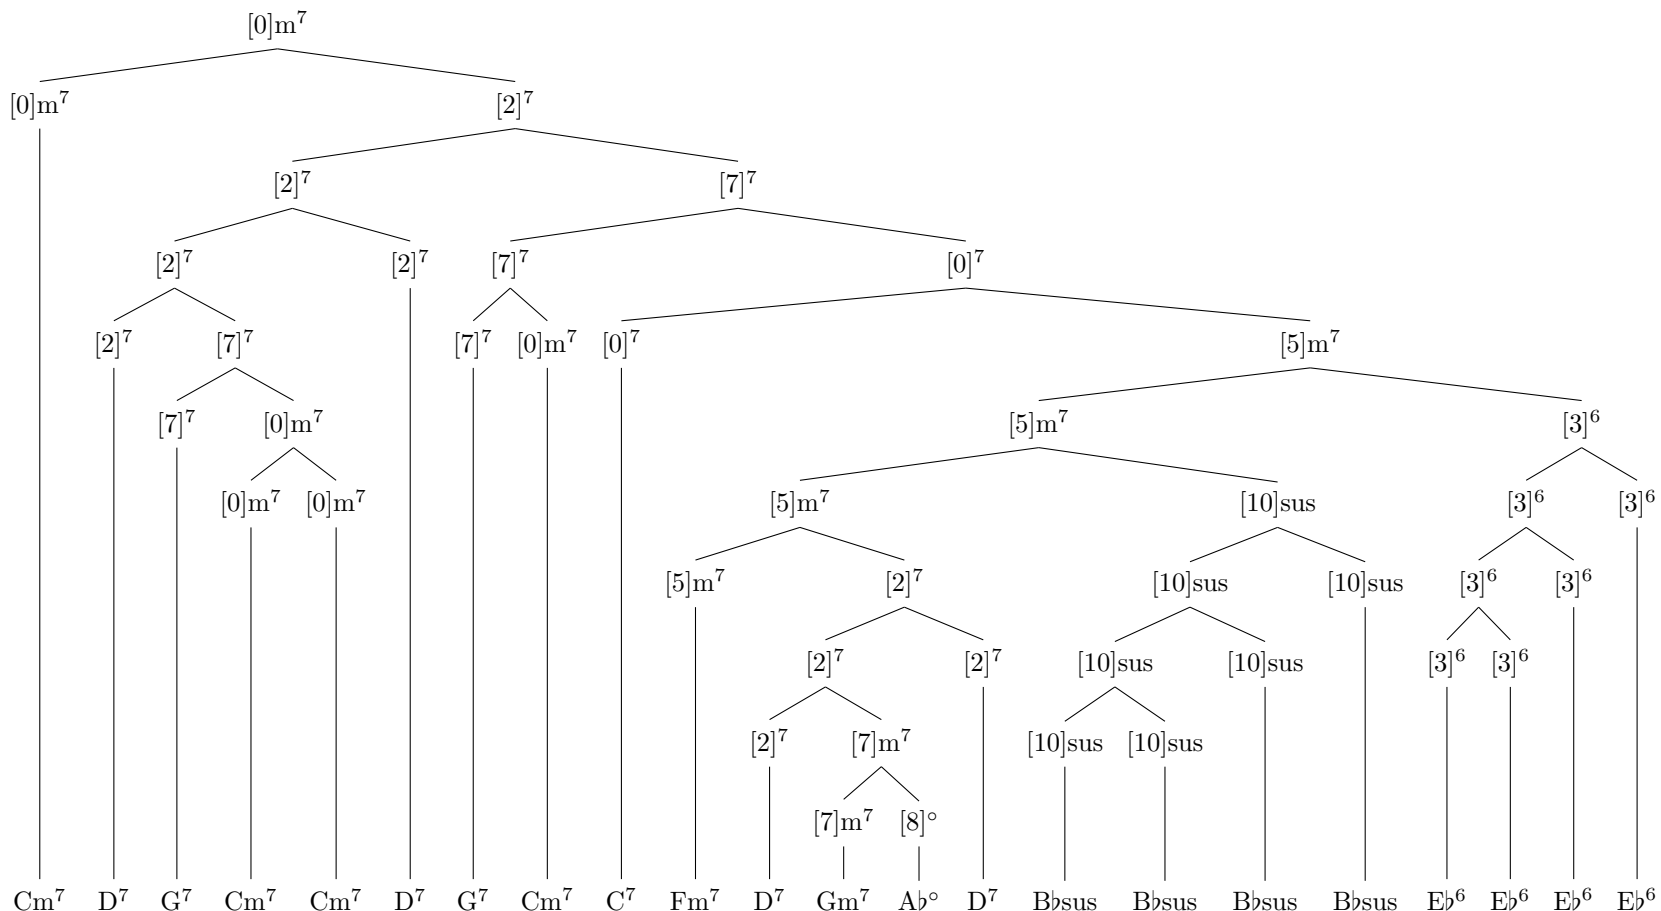 [0]m⁷
[0]m⁷ [2]⁷
[2]⁷ [7]⁷
[2]⁷ [2]⁷ [7]⁷ [0]⁷
[2]⁷ [7]⁷ [7]⁷ [0]m⁷ [0]⁷ [5]m⁷
[7]⁷ [0]m⁷ [5]m⁷ [3]⁶
[0]m⁷ [0]m⁷ [5]m⁷ [10]sus [3]⁶ [3]⁶
[5]m⁷ [2]⁷ [10]sus [10]sus [3]⁶ [3]⁶
[2]⁷ [2]⁷ [10]sus [10]sus [3]⁶ [3]⁶
[2]⁷ [7]m⁷ [10]sus [10]sus
[7]m⁷ [8]°
Cm⁷ D⁷ G⁷ Cm⁷ Cm⁷ D⁷ G⁷ Cm⁷ C⁷ Fm⁷ D⁷ Gm⁷ A♭° D⁷ B♭sus B♭sus B♭sus B♭sus E♭⁶ E♭⁶ E♭⁶ E♭⁶